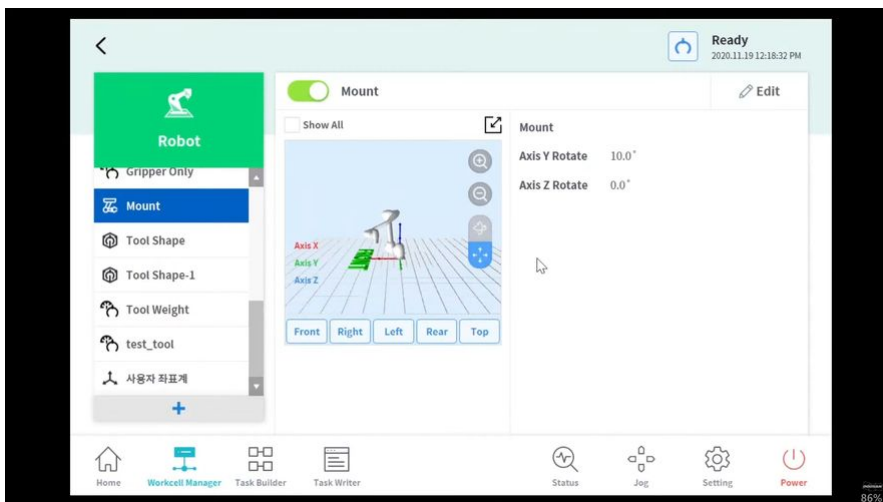 Ready
2020.11.19 12:18:32 PM
Robot
Gripper Only
Mount
Tool Shape
Tool Shape-1
Tool Weight
test_tool
사용자 좌표계
+
Mount
Edit
Show All
Axis X
Axis Y
Axis Z
Front
Right
Left
Rear
Top
Mount
Axis Y Rotate 10.0°
Axis Z Rotate 0.0°
Home
Workcell Manager
Task Builder
Task Writer
Status
Jog
Setting
Power
86%